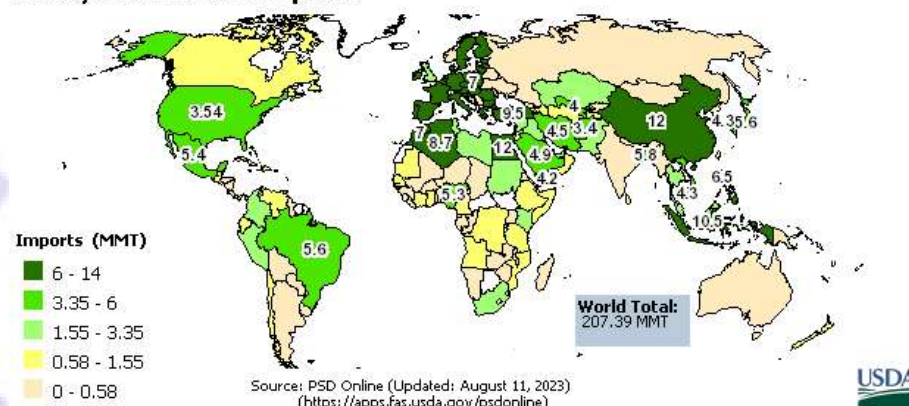 3.54
5.4
5.6
7
9.5
7
8.7
12
4.5
3.4
4
4.9
4.2
5.3
12
4.3
5.6
5.8
6.5
4.3
10.5
Imports (MMT)
6 - 14
3.35 - 6
1.55 - 3.35
0.58 - 1.55
0 - 0.58
World Total:
207.39 MMT
Source: PSD Online (Updated: August 11, 2023)
(https://apps.fas.usda.gov/psdonline)
USDA